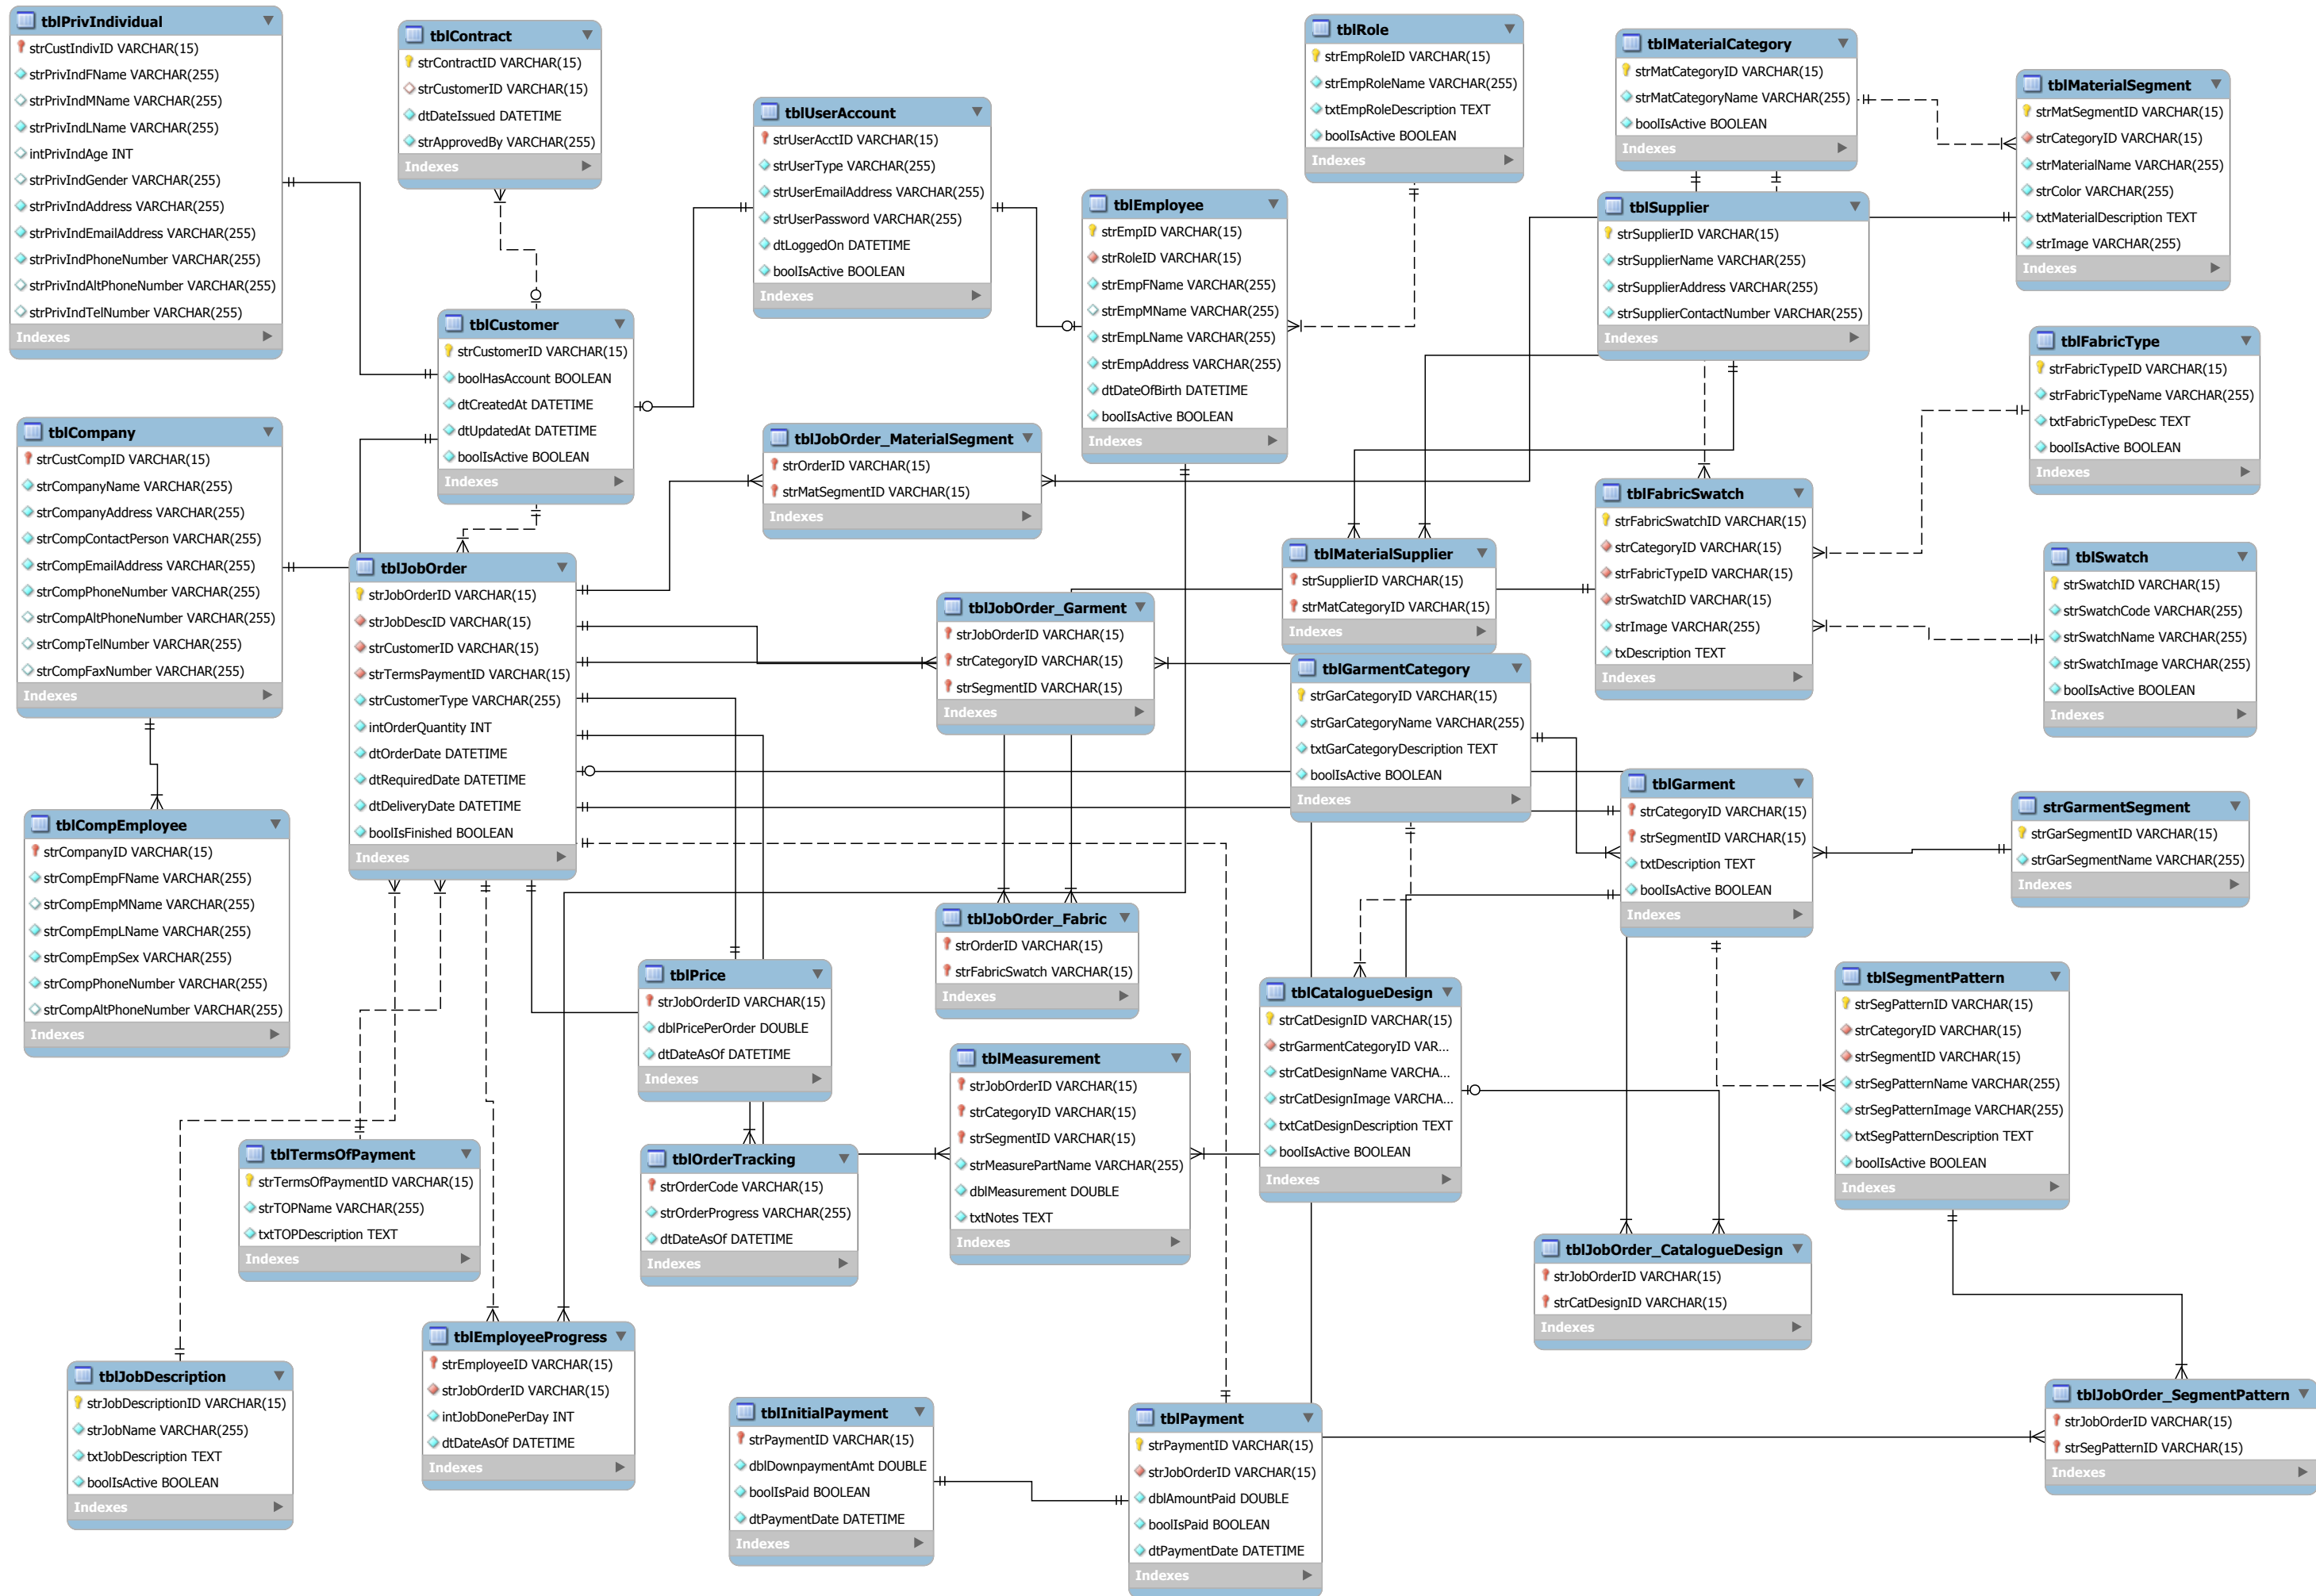 tblPrivIndividual
strCustIndivID VARCHAR(15)
strPrivIndFName VARCHAR(255)
strPrivIndMName VARCHAR(255)
strPrivIndLName VARCHAR(255)
intPrivIndAge INT
strPrivIndGender VARCHAR(255)
strPrivIndAddress VARCHAR(255)
strPrivIndEmailAddress VARCHAR(255)
strPrivIndPhoneNumber VARCHAR(255)
strPrivIndAltPhoneNumber VARCHAR(255)
strPrivIndTelNumber VARCHAR(255)
Indexes
tblContract
strContractID VARCHAR(15)
strCustomerID VARCHAR(15)
dtDateIssued DATETIME
strApprovedBy VARCHAR(255)
Indexes
tblUserAccount
strUserAcctID VARCHAR(15)
strUserType VARCHAR(255)
strUserEmailAddress VARCHAR(255)
strUserPassword VARCHAR(255)
dtLoggedOn DATETIME
boolIsActive BOOLEAN
Indexes
tblRole
strEmpRoleID VARCHAR(15)
strEmpRoleName VARCHAR(255)
txtEmpRoleDescription TEXT
boolIsActive BOOLEAN
Indexes
tblMaterialCategory
strMatCategoryID VARCHAR(15)
strMatCategoryName VARCHAR(255)
boolIsActive BOOLEAN
Indexes
tblMaterialSegment
strMatSegmentID VARCHAR(15)
strCategoryID VARCHAR(15)
strMaterialName VARCHAR(255)
strColor VARCHAR(255)
txtMaterialDescription TEXT
strImage VARCHAR(255)
Indexes
tblEmployee
strEmpID VARCHAR(15)
strRoleID VARCHAR(15)
strEmpFName VARCHAR(255)
strEmpMName VARCHAR(255)
strEmpLName VARCHAR(255)
strEmpAddress VARCHAR(255)
dtDateOfBirth DATETIME
boolIsActive BOOLEAN
Indexes
tblSupplier
strSupplierID VARCHAR(15)
strSupplierName VARCHAR(255)
strSupplierAddress VARCHAR(255)
strSupplierContactNumber VARCHAR(255)
Indexes
tblCustomer
strCustomerID VARCHAR(15)
boolHasAccount BOOLEAN
dtCreatedAt DATETIME
dtUpdatedAt DATETIME
boolIsActive BOOLEAN
Indexes
tblFabricType
strFabricTypeID VARCHAR(15)
strFabricTypeName VARCHAR(255)
txtFabricTypeDesc TEXT
boolIsActive BOOLEAN
Indexes
tblCompany
strCustCompID VARCHAR(15)
strCompanyName VARCHAR(255)
strCompanyAddress VARCHAR(255)
strCompContactPerson VARCHAR(255)
strCompEmailAddress VARCHAR(255)
strCompPhoneNumber VARCHAR(255)
strCompAltPhoneNumber VARCHAR(255)
strCompTelNumber VARCHAR(255)
strCompFaxNumber VARCHAR(255)
Indexes
tblJobOrder_MaterialSegment
strOrderID VARCHAR(15)
strMatSegmentID VARCHAR(15)
Indexes
tblFabricSwatch
strFabricSwatchID VARCHAR(15)
strCategoryID VARCHAR(15)
strFabricTypeID VARCHAR(15)
strSwatchID VARCHAR(15)
strImage VARCHAR(255)
txDescription TEXT
Indexes
tblMaterialSupplier
strSupplierID VARCHAR(15)
strMatCategoryID VARCHAR(15)
Indexes
tblSwatch
strSwatchID VARCHAR(15)
strSwatchCode VARCHAR(255)
strSwatchName VARCHAR(255)
strSwatchImage VARCHAR(255)
boolIsActive BOOLEAN
Indexes
tblJobOrder
strJobOrderID VARCHAR(15)
strJobDescID VARCHAR(15)
strCustomerID VARCHAR(15)
strTermsPaymentID VARCHAR(15)
strCustomerType VARCHAR(255)
intOrderQuantity INT
dtOrderDate DATETIME
dtRequiredDate DATETIME
dtDeliveryDate DATETIME
boolIsFinished BOOLEAN
Indexes
tblJobOrder_Garment
strJobOrderID VARCHAR(15)
strCategoryID VARCHAR(15)
strSegmentID VARCHAR(15)
Indexes
tblGarmentCategory
strGarCategoryID VARCHAR(15)
strGarCategoryName VARCHAR(255)
txtGarCategoryDescription TEXT
boolIsActive BOOLEAN
Indexes
tblGarment
strCategoryID VARCHAR(15)
strSegmentID VARCHAR(15)
txtDescription TEXT
boolIsActive BOOLEAN
Indexes
strGarmentSegment
strGarSegmentID VARCHAR(15)
strGarSegmentName VARCHAR(255)
Indexes
tblCompEmployee
strCompanyID VARCHAR(15)
strCompEmpFName VARCHAR(255)
strCompEmpMName VARCHAR(255)
strCompEmpLName VARCHAR(255)
strCompEmpSex VARCHAR(255)
strCompPhoneNumber VARCHAR(255)
strCompAltPhoneNumber VARCHAR(255)
Indexes
tblJobOrder_Fabric
strOrderID VARCHAR(15)
strFabricSwatch VARCHAR(15)
Indexes
tblPrice
strJobOrderID VARCHAR(15)
dblPricePerOrder DOUBLE
dtDateAsOf DATETIME
Indexes
tblCatalogueDesign
strCatDesignID VARCHAR(15)
strGarmentCategoryID VAR...
strCatDesignName VARCHA...
strCatDesignImage VARCHA...
txtCatDesignDescription TEXT
boolIsActive BOOLEAN
Indexes
tblSegmentPattern
strSegPatternID VARCHAR(15)
strCategoryID VARCHAR(15)
strSegmentID VARCHAR(15)
strSegPatternName VARCHAR(255)
strSegPatternImage VARCHAR(255)
txtSegPatternDescription TEXT
boolIsActive BOOLEAN
Indexes
tblMeasurement
strJobOrderID VARCHAR(15)
strCategoryID VARCHAR(15)
strSegmentID VARCHAR(15)
strMeasurePartName VARCHAR(255)
dblMeasurement DOUBLE
txtNotes TEXT
Indexes
tblTermsOfPayment
strTermsOfPaymentID VARCHAR(15)
strTOPName VARCHAR(255)
txtTOPDescription TEXT
Indexes
tblOrderTracking
strOrderCode VARCHAR(15)
strOrderProgress VARCHAR(255)
dtDateAsOf DATETIME
Indexes
tblJobOrder_CatalogueDesign
strJobOrderID VARCHAR(15)
strCatDesignID VARCHAR(15)
Indexes
tblEmployeeProgress
strEmployeeID VARCHAR(15)
strJobOrderID VARCHAR(15)
intJobDonePerDay INT
dtDateAsOf DATETIME
Indexes
tblJobDescription
strJobDescriptionID VARCHAR(15)
strJobName VARCHAR(255)
txtJobDescription TEXT
boolIsActive BOOLEAN
Indexes
tblInitialPayment
strPaymentID VARCHAR(15)
dblDownpaymentAmt DOUBLE
boolIsPaid BOOLEAN
dtPaymentDate DATETIME
Indexes
tblPayment
strPaymentID VARCHAR(15)
strJobOrderID VARCHAR(15)
dblAmountPaid DOUBLE
boolIsPaid BOOLEAN
dtPaymentDate DATETIME
Indexes
tblJobOrder_SegmentPattern
strJobOrderID VARCHAR(15)
strSegPatternID VARCHAR(15)
Indexes